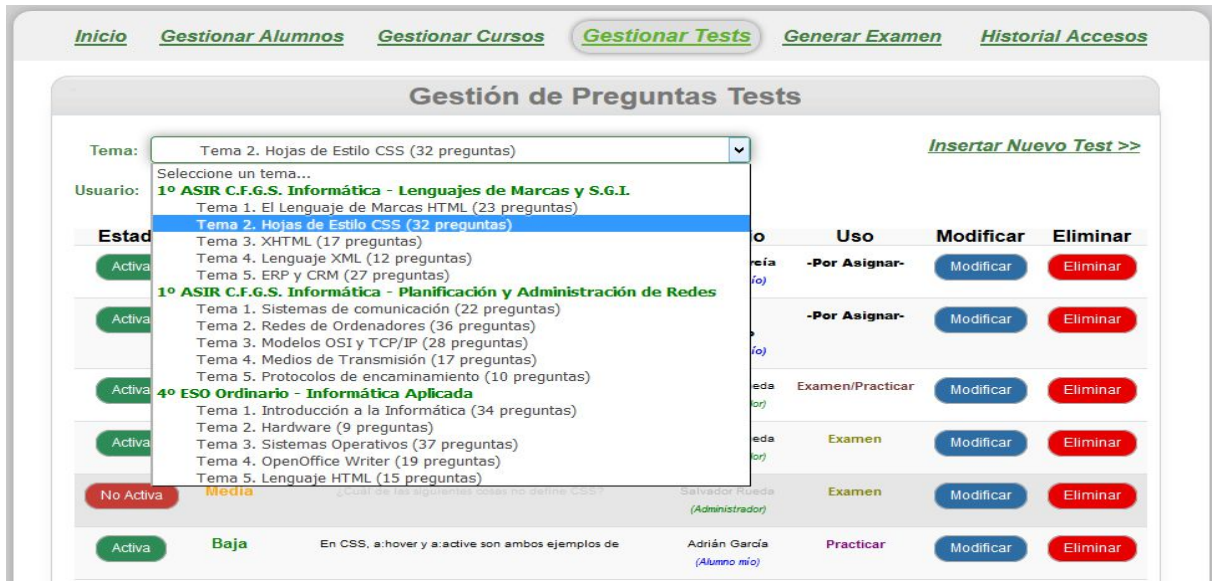 Inicio Gestionar Alumnos Gestionar Cursos Gestionar Tests Generar Examen Historial Accesos
Gestión de Preguntas Tests
Tema: Tema 2. Hojas de Estilo CSS (32 preguntas) Insertar Nuevo Test >>
Seleccione un tema...
Usuario: 1º ASIR C.F.G.S. Informática - Lenguajes de Marcas y S.G.I.
Tema 1. El Lenguaje de Marcas HTML (23 preguntas)
Tema 2. Hojas de Estilo CSS (32 preguntas)
Tema 3. XHTML (17 preguntas)
Tema 4. Lenguaje XML (12 preguntas)
Tema 5. ERP y CRM (27 preguntas)
1º ASIR C.F.G.S. Informática - Planificación y Administración de Redes
Tema 1. Sistemas de comunicación (22 preguntas)
Tema 2. Redes de Ordenadores (36 preguntas)
Tema 3. Modelos OSI y TCP/IP (28 preguntas)
Tema 4. Medios de Transmisión (17 preguntas)
Tema 5. Protocolos de encaminamiento (10 preguntas)
4º ESO Ordinario - Informática Aplicada
Tema 1. Introducción a la Informática (34 preguntas)
Tema 2. Hardware (9 preguntas)
Tema 3. Sistemas Operativos (37 preguntas)
Tema 4. OpenOffice Writer (19 preguntas)
Tema 5. Lenguaje HTML (15 preguntas)
Estad Uso Modificar Eliminar
Activa -Por Asignar- Modificar Eliminar
Activa -Por Asignar- Modificar Eliminar
Activa Examen/Practicar Modificar Eliminar
Activa Examen Modificar Eliminar
No Activa Media ¿Cuál de las siguientes cosas no define CSS? Salvador Rueda Examen Modificar Eliminar
(Administrador)
Activa Baja En CSS, a:hover y a:active son ambos ejemplos de Adrián García Practicar Modificar Eliminar
(Alumno mío)